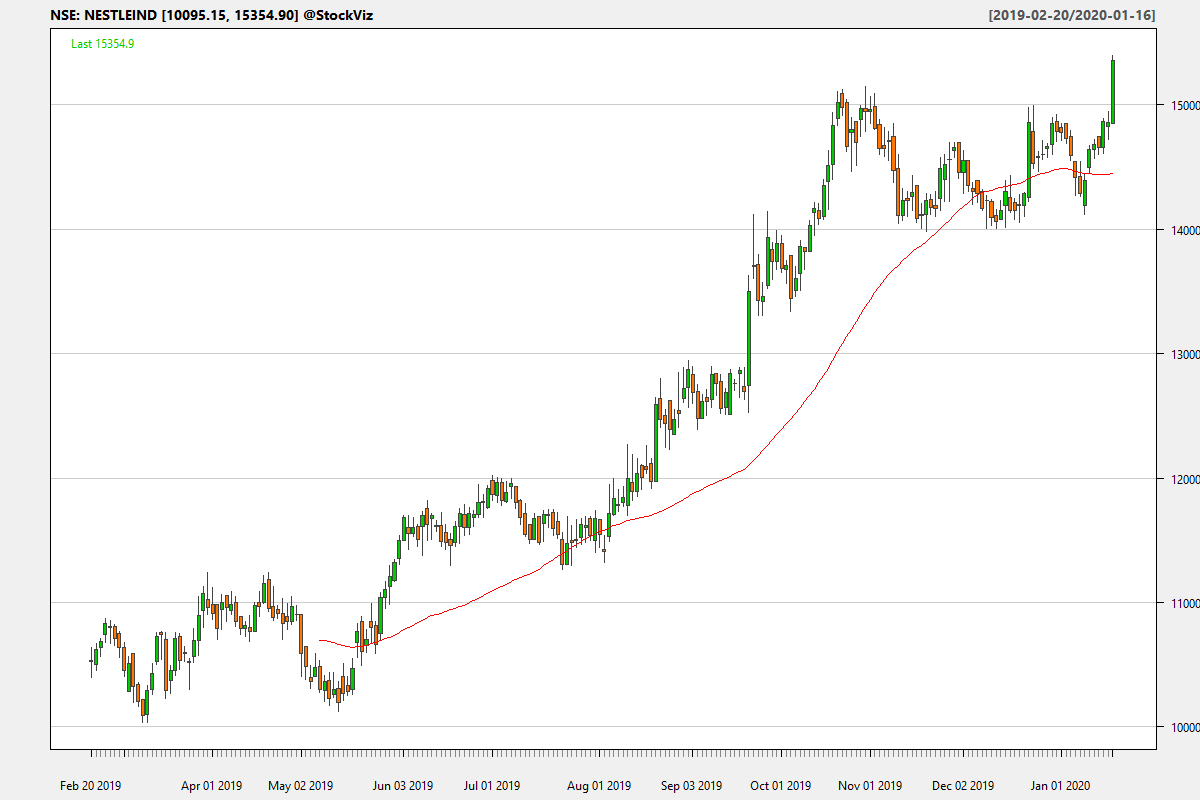 NSE: NESTLEIND [10095.15, 15354.90] @StockViz
[2019-02-20/2020-01-16]
Last 15354.9
15000
14000
13000
12000
11000
10000
Feb 20 2019
Apr 01 2019
May 02 2019
Jun 03 2019
Jul 01 2019
Aug 01 2019
Sep 03 2019
Oct 01 2019
Nov 01 2019
Dec 02 2019
Jan 01 2020